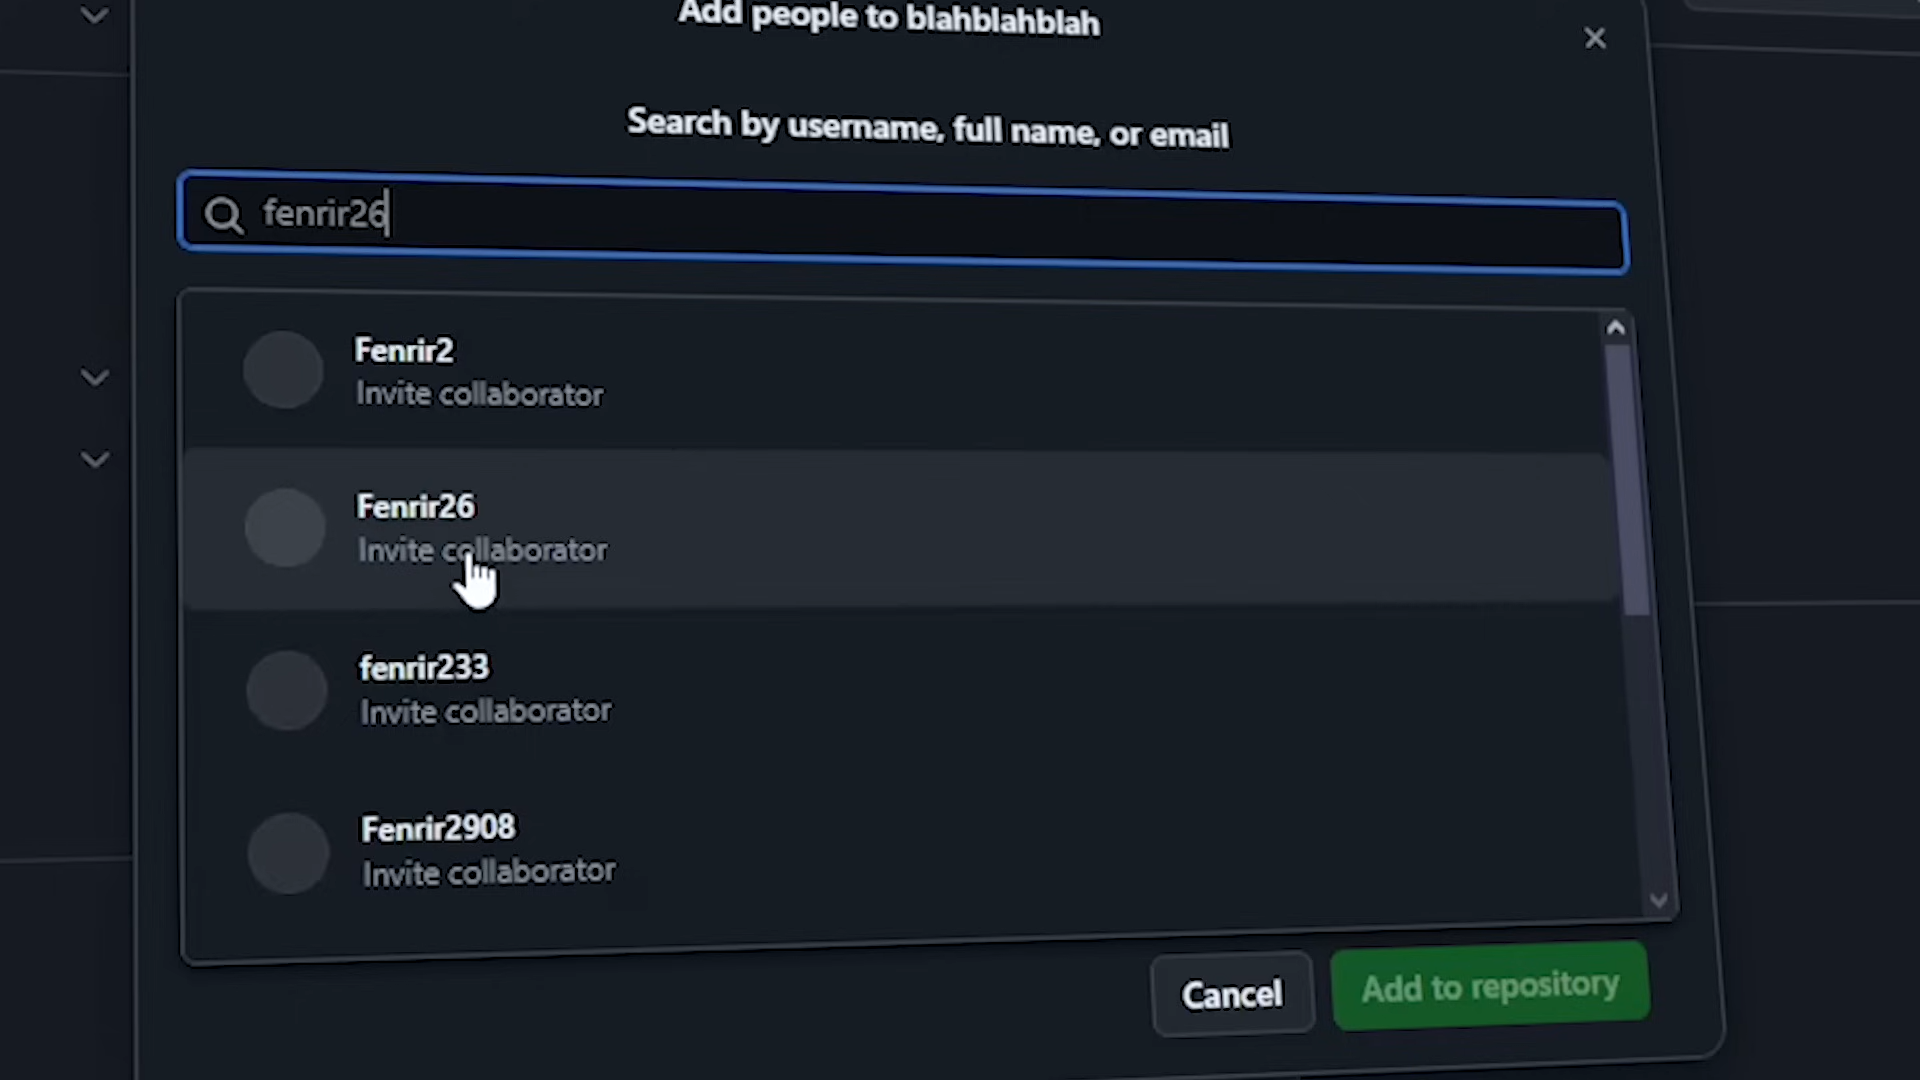 Add people to blahblahblah
Search by username, full name, or email
fenrir26
Fenrir2
Invite collaborator
Fenrir26
Invite collaborator
fenrir233
Invite collaborator
Fenrir2908
Invite collaborator
Cancel
Add to repository